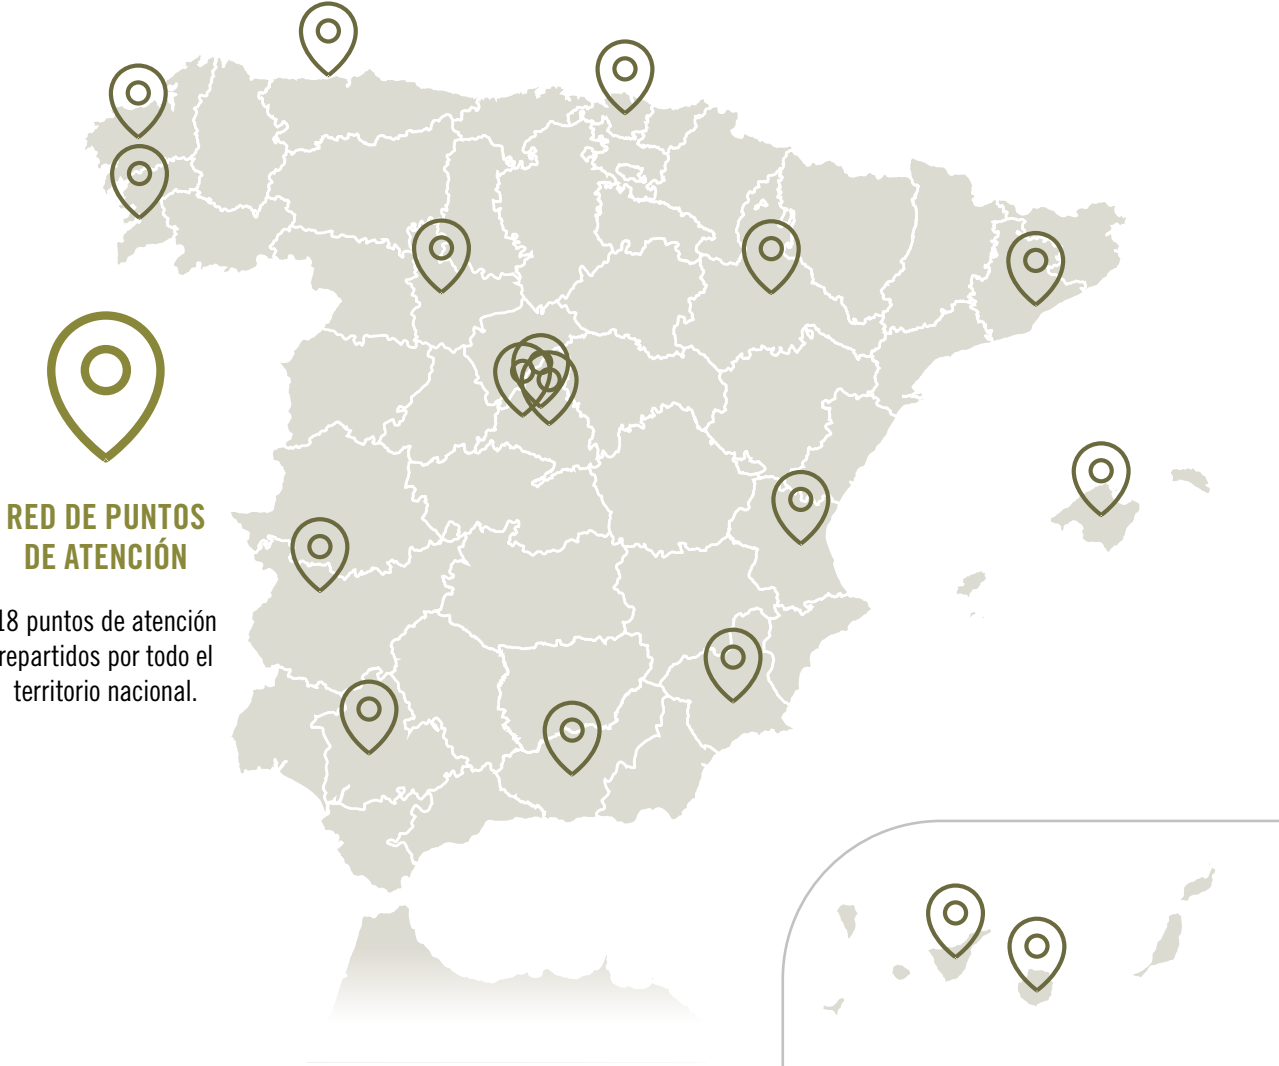 RED DE PUNTOS
DE ATENCIÓN
18 puntos de atención
repartidos por todo el
territorio nacional.